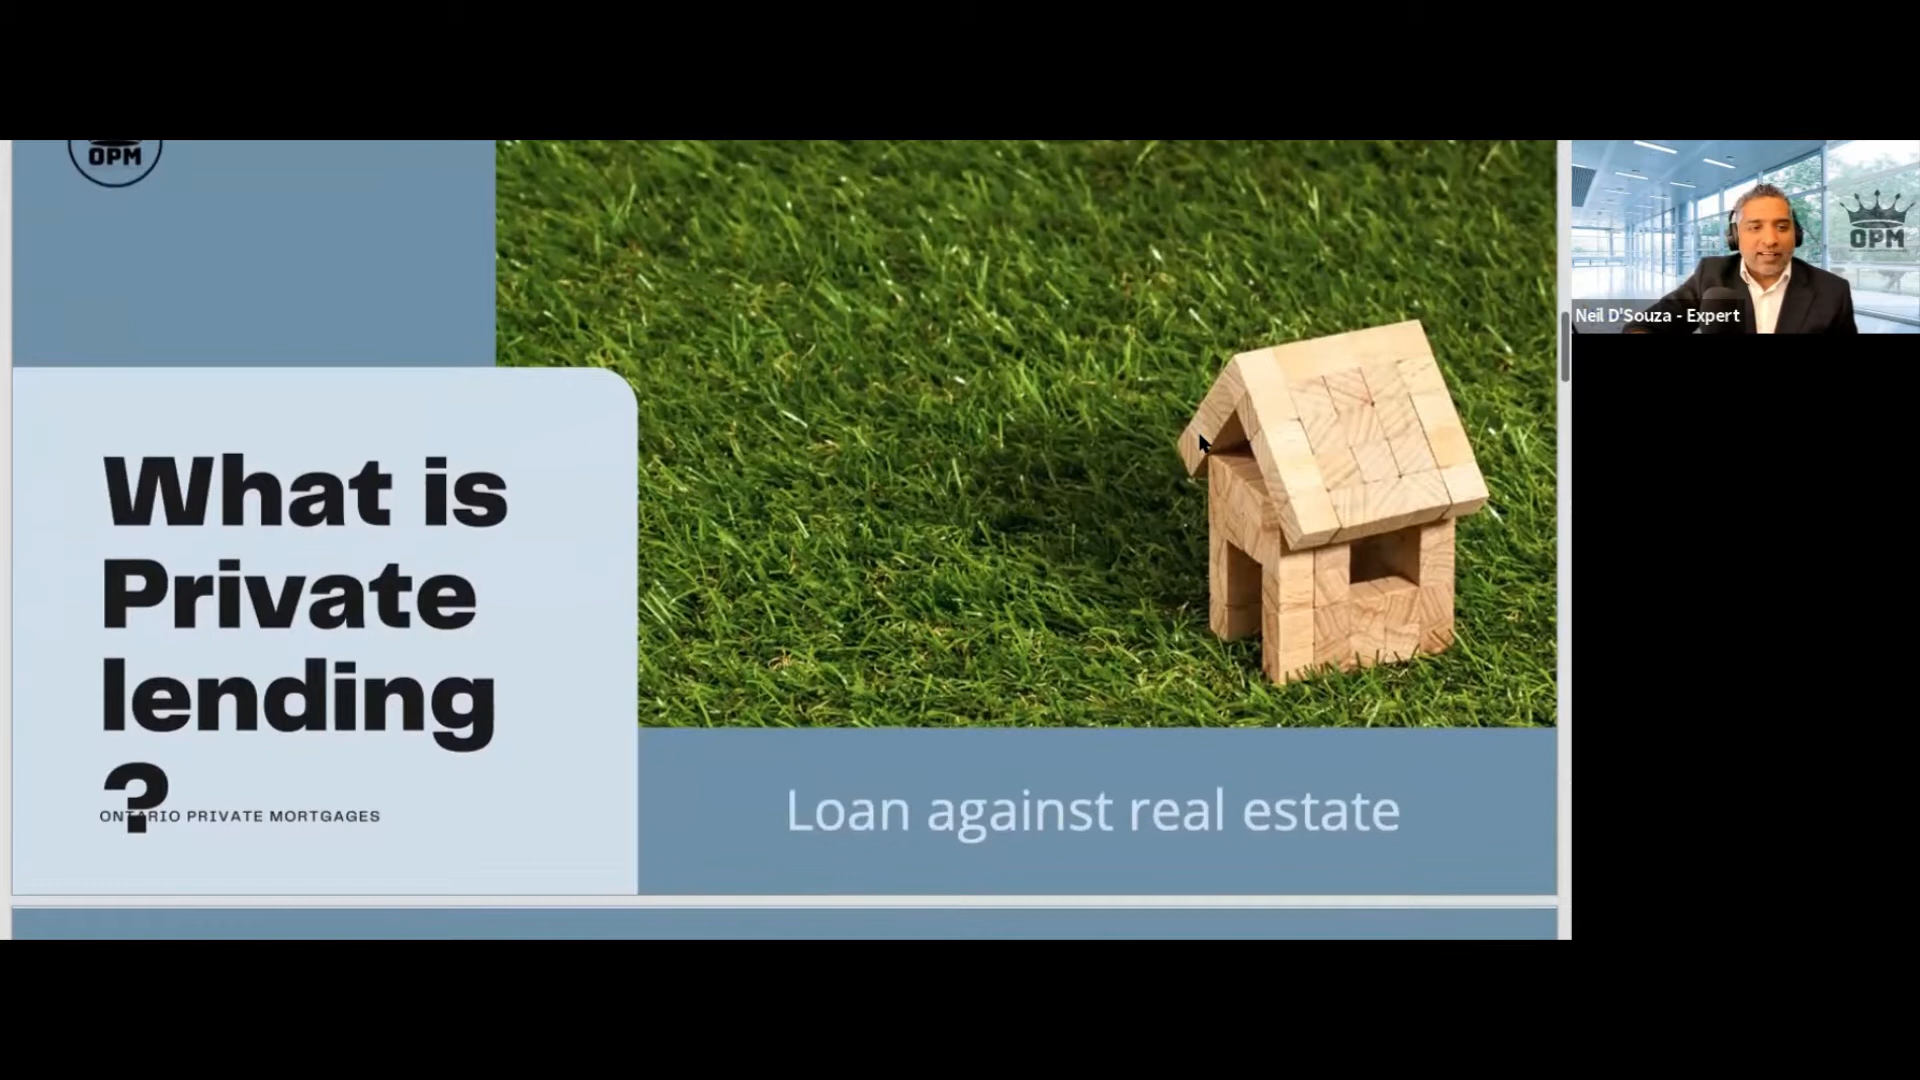 OPM
What is
Private
lending
?
ONTARIO PRIVATE MORTGAGES
Loan against real estate
OPM
Neil D'Souza - Expert